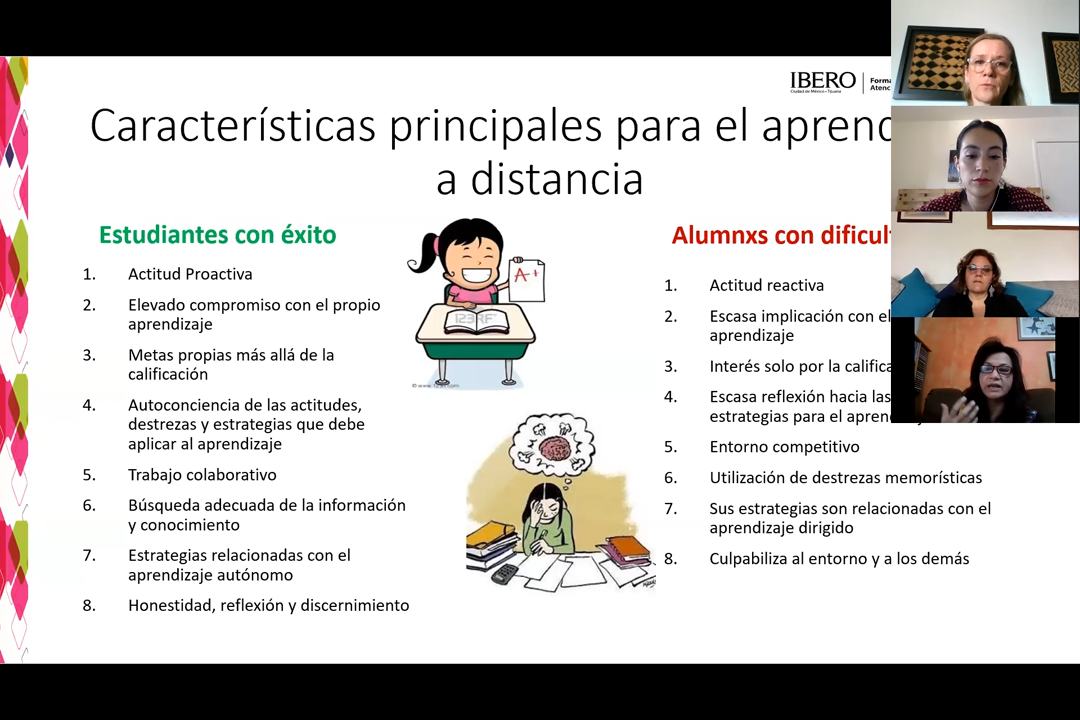 IBERO
Ciudad de México • Tijuana
Características principales para el
a distancia
Estudiantes con éxito
1. Actitud Proactiva
2. Elevado compromiso con el propio
aprendizaje
3. Metas propias más allá de la
calificación
4. Autoconciencia de las actitudes,
destrezas y estrategias que debe
aplicar al aprendizaje
5. Trabajo colaborativo
6. Búsqueda adecuada de la información
y conocimiento
7. Estrategias relacionadas con el
aprendizaje autónomo
8. Honestidad, reflexión y discernimiento
A+
123RF
Alumnxs con
1. Actitud reactiva
2. Escasa implicación con el
aprendizaje
3. Interés solo por la
4. Escasa reflexión hacia las
estrategias para el
5. Entorno competitivo
6. Utilización de destrezas memorísticas
7. Sus estrategias son relacionadas con el
aprendizaje dirigido
8. Culpabiliza al entorno y a los demás